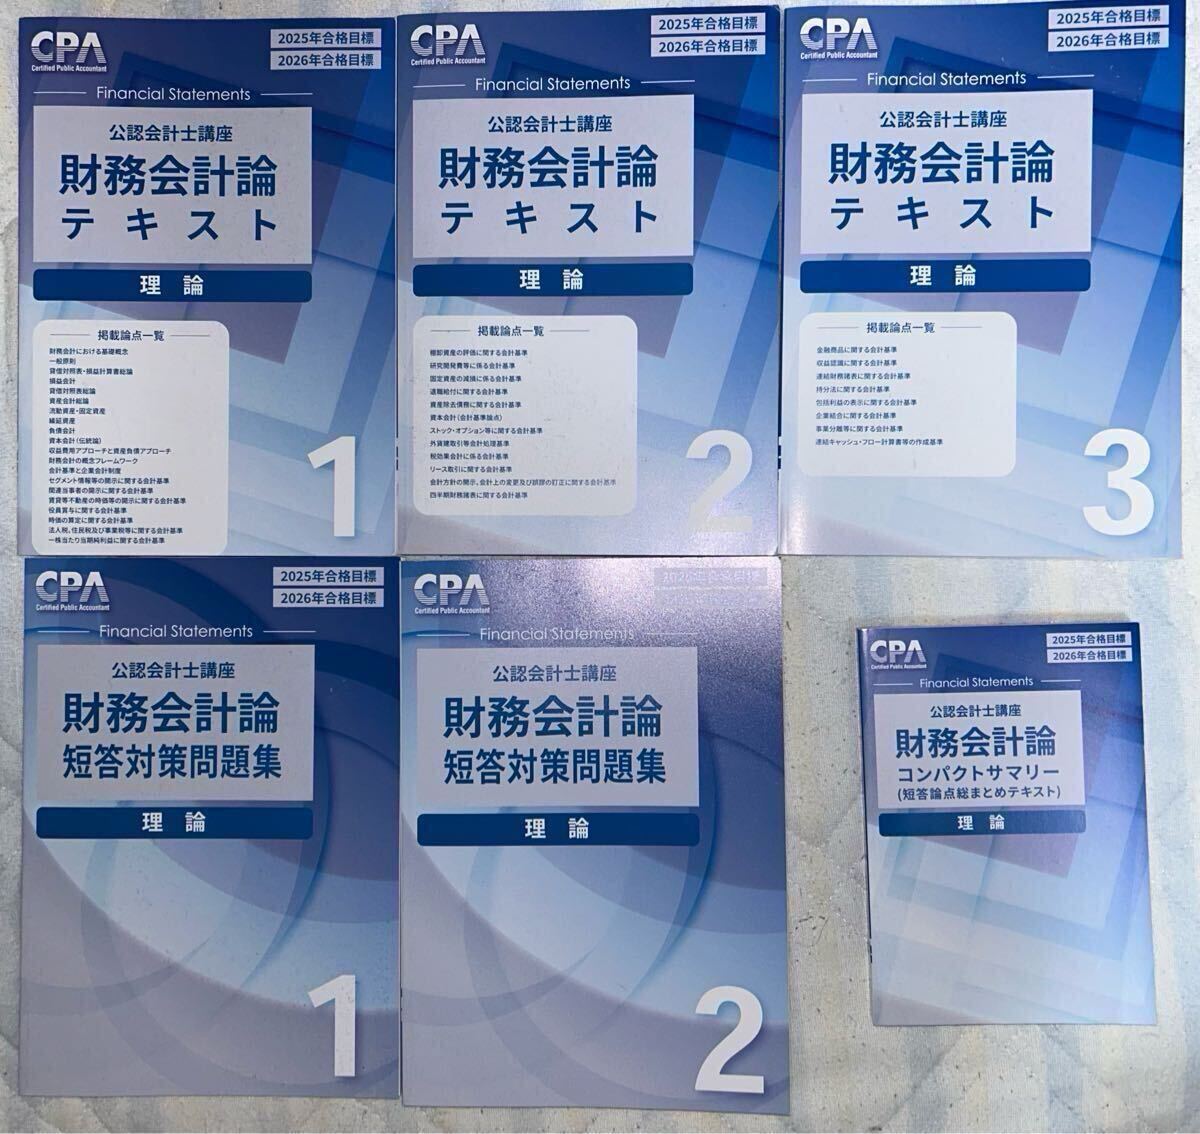 CPA
Certified Public Accountant
2025年合格目標
2026年合格目標
Financial Statements
公認会計士講座
財務会計論
テキスト
理論
掲載論点一覧
財務会計における基礎概念
一般原則
貸借対照表・損益計算書総論
損益会計
貸借対照表総論
資産会計総論
流動資産・固定資産
繰延資産
負債会計
資本会計(伝統論)
収益費用アプローチと資産負債アプローチ
財務会計の概念フレームワーク
会計基準と企業会計制度
セグメント情報等の開示に関する会計基準
関連当事者の開示に関する会計基準
賃貸等不動産の時価等の開示に関する会計基準
役員賞与に関する会計基準
時価の算定に関する会計基準
法人税、住民税及び事業税等に関する会計基準
一株当たり当期純利益に関する会計基準
1
CPA
Certified Public Accountant
2025年合格目標
2026年合格目標
Financial Statements
公認会計士講座
財務会計論
テキスト
理論
掲載論点一覧
棚卸資産の評価に関する会計基準
研究開発費等に係る会計基準
固定資産の減損に係る会計基準
退職給付に関する会計基準
資産除去債務に関する会計基準
資本会計(会計基準論点)
ストック・オプション等に関する会計基準
外貨建取引等会計処理基準
税効果会計に係る会計基準
リース取引に関する会計基準
会計方針の開示、会計上の変更及び誤謬の訂正に関する会計基準
四半期財務諸表に関する会計基準
2
CPA
Certified Public Accountant
2025年合格目標
2026年合格目標
Financial Statements
公認会計士講座
財務会計論
テキスト
理論
掲載論点一覧
金融商品に関する会計基準
収益認識に関する会計基準
連結財務諸表に関する会計基準
持分法に関する会計基準
包括利益の表示に関する会計基準
企業結合に関する会計基準
事業分離等に関する会計基準
連結キャッシュ・フロー計算書等の作成基準
3
CPA
Certified Public Accountant
2025年合格目標
2026年合格目標
Financial Statements
公認会計士講座
財務会計論
短答対策問題集
理論
1
CPA
Certified Public Accountant
Financial Statements
公認会計士講座
財務会計論
短答対策問題集
理論
2
CPA
Certified Public Accountant
2025年合格目標
2026年合格目標
Financial Statements
公認会計士講座
財務会計論
コンパクトサマリー
(短答論点総まとめテキスト)
理論